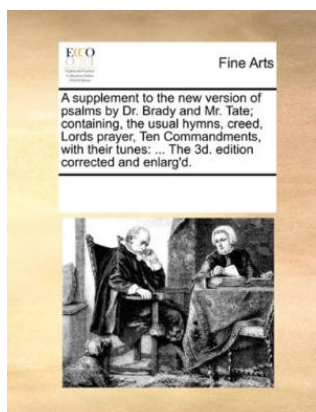 ECCO
Fine Arts
A supplement to the new version of
psalms by Dr. Brady and Mr. Tate;
containing, the usual hymns, creed,
Lords prayer, Ten Commandments,
with their tunes: ... The 3d. edition
corrected and enlarg'd.